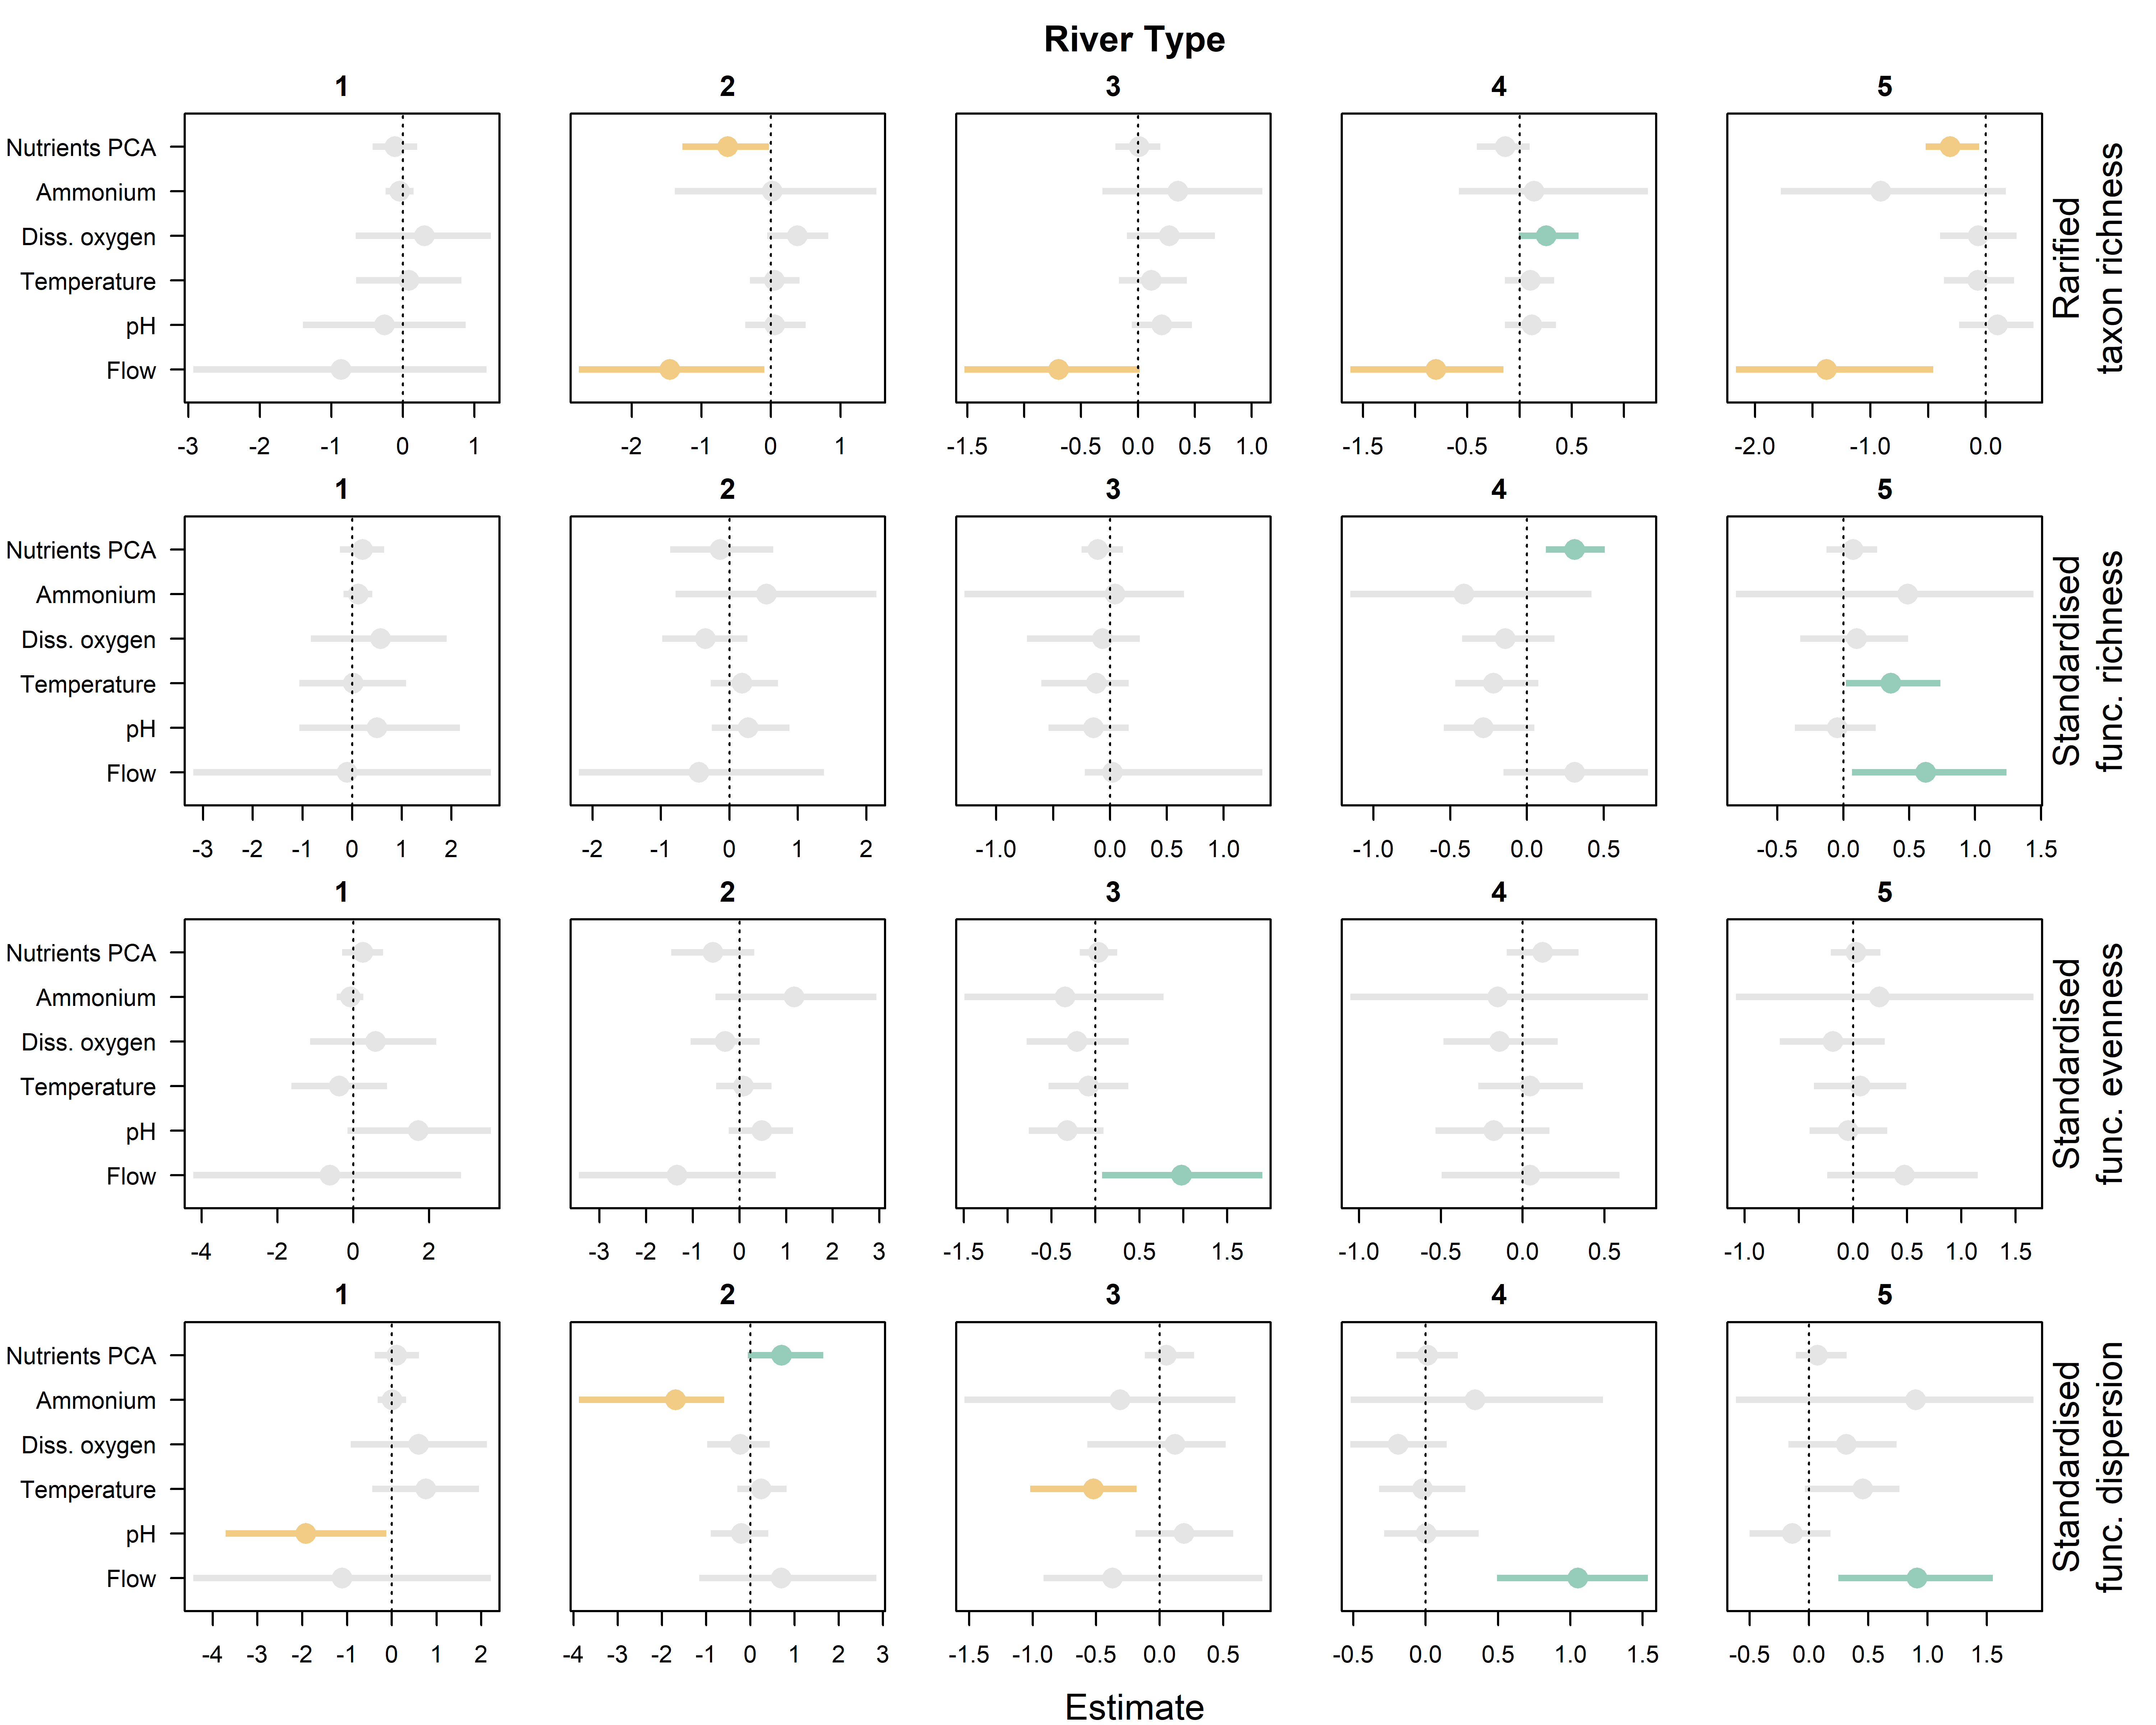 River Type
1 2 3 4 5
Nutrients PCA
Ammonium
Diss. oxygen
Temperature
pH
Flow
Rarified
taxon richness
-3 -2 -1 0 1
-2 -1 0 1
-1.5 -0.5 0.0 0.5 1.0
-1.5 -0.5 0.5
-2.0 -1.0 0.0
1 2 3 4 5
Nutrients PCA
Ammonium
Diss. oxygen
Temperature
pH
Flow
Standardised
func. richness
-3 -2 -1 0 1 2
-2 -1 0 1 2
-1.0 0.0 0.5 1.0
-1.0 -0.5 0.0 0.5
-0.5 0.0 0.5 1.0 1.5
1 2 3 4 5
Nutrients PCA
Ammonium
Diss. oxygen
Temperature
pH
Flow
Standardised
func. evenness
-4 -2 0 2
-3 -2 -1 0 1 2 3
-1.5 -0.5 0.5 1.5
-1.0 -0.5 0.0 0.5
-1.0 0.0 0.5 1.0 1.5
1 2 3 4 5
Nutrients PCA
Ammonium
Diss. oxygen
Temperature
pH
Flow
Standardised
func. dispersion
-4 -3 -2 -1 0 1 2
-4 -3 -2 -1 0 1 2 3
-1.5 -1.0 -0.5 0.0 0.5
-0.5 0.0 0.5 1.0 1.5
-0.5 0.0 0.5 1.0 1.5
Estimate